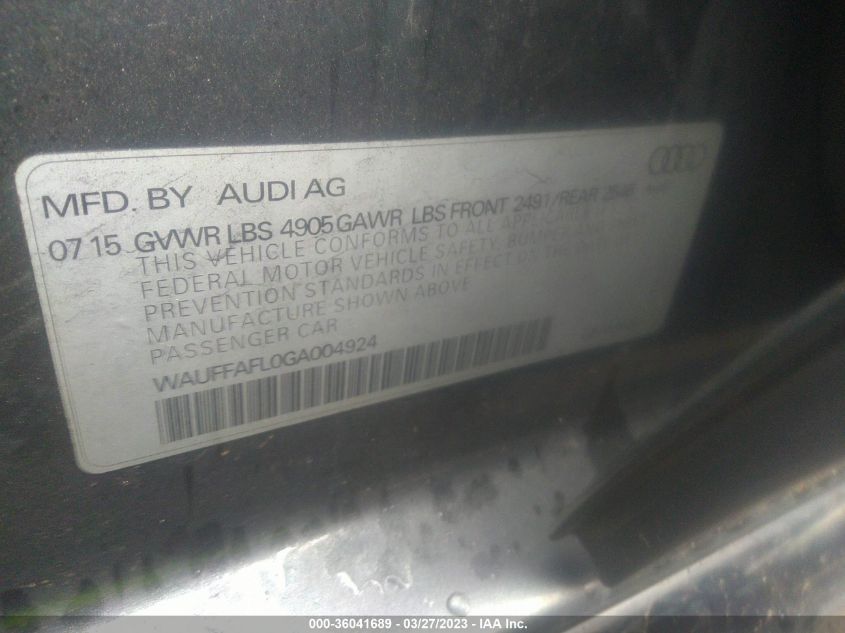 MFD. BY AUDI AG
07 15 GVWR LBS 4905 GAWR LBS FRONT 2491/REAR
THIS VEHICLE CONFORMS TO ALL APPLICABLE
FEDERAL MOTOR VEHICLE SAFETY, BUMPER AND THEFT
PREVENTION STANDARDS IN EFFECT ON THE DATE
MANUFACTURE SHOWN ABOVE
PASSENGER CAR
WAUFFAFL0GA004924
000-36041689 - 03/27/2023 - IAA Inc.